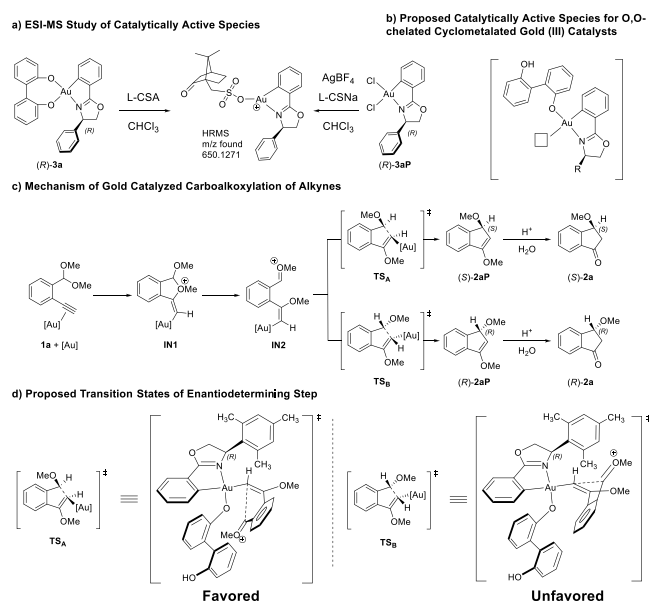 a) ESI-MS Study of Catalytically Active Species
b) Proposed Catalytically Active Species for O,O-
chelated Cyclometalated Gold (III) Catalysts
O
Au
O
N
O
(R)
(R)-3a
L-CSA
CHCl3
O
O
S
O
O
Au
⊕
N
O
(R)
HRMS
m/z found
650.1271
AgBF4
L-CSNa
CHCl3
Cl
Cl
Au
N
O
(R)
(R)-3aP
OH
O
Au
N
O
R
c) Mechanism of Gold Catalyzed Carboalkoxylation of Alkynes
OMe
OMe
[Au]
1a + [Au]
OMe
⊕
OMe
H
[Au]
IN1
⊕
OMe
OMe
H
[Au]
IN2
MeO
H
H
[Au]
OMe
‡
TSA
MeO
H
(S)
OMe
(S)-2aP
H+
H2O
MeO
H
(S)
O
(S)-2a
H
OMe
[Au]
H
OMe
‡
TSB
H
OMe
(R)
OMe
(R)-2aP
H+
H2O
H
OMe
(R)
O
(R)-2a
d) Proposed Transition States of Enantiodetermining Step
MeO
H
H
[Au]
OMe
‡
TSA
H3C
CH3
O
(R)
N
CH3
H
Au
OMe
O
MeO
⊕
HO
‡
Favored
H
OMe
[Au]
H
OMe
‡
TSB
H3C
CH3
O
(R)
N
CH3
H
⊕
OMe
Au
OMe
O
HO
‡
Unfavored